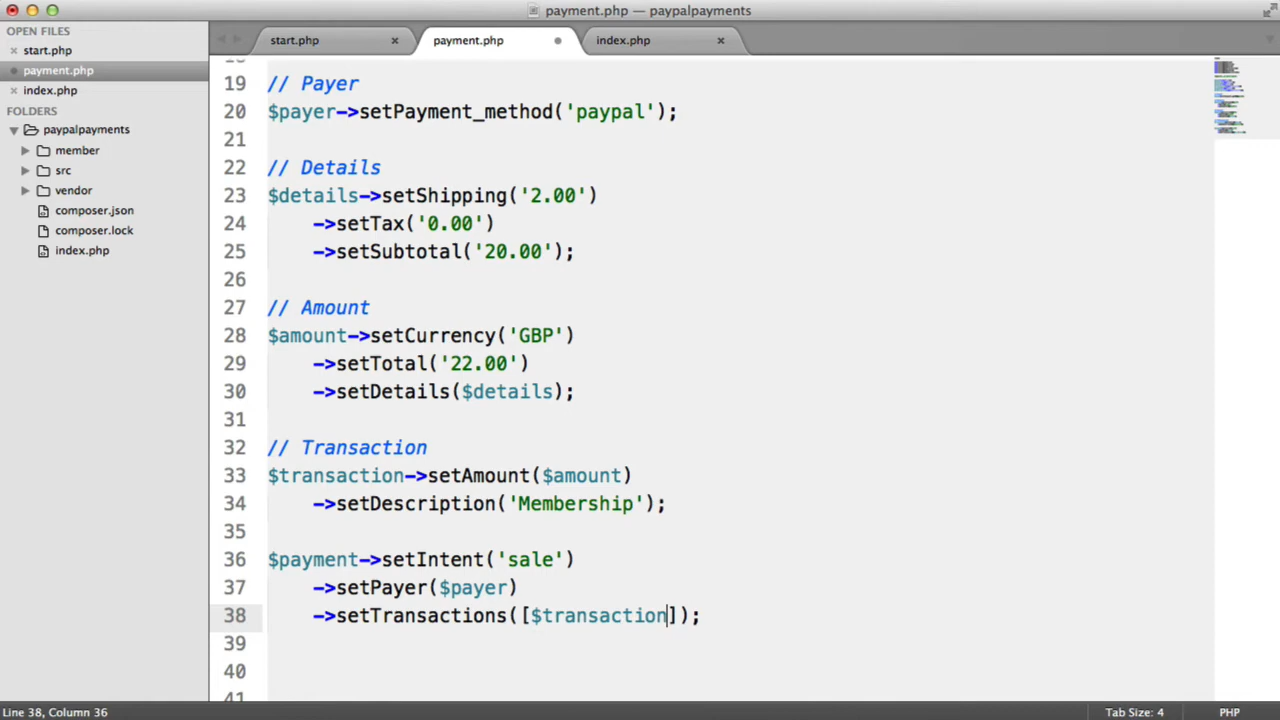 payment.php — paypalpayments
OPEN FILES
start.php
payment.php
index.php
FOLDERS
paypalpayments
member
src
vendor
composer.json
composer.lock
index.php
start.php
payment.php
index.php
19 // Payer
20 $payer->setPayment_method('paypal');
21
22 // Details
23 $details->setShipping('2.00')
24 ->setTax('0.00')
25 ->setSubtotal('20.00');
26
27 // Amount
28 $amount->setCurrency('GBP')
29 ->setTotal('22.00')
30 ->setDetails($details);
31
32 // Transaction
33 $transaction->setAmount($amount)
34 ->setDescription('Membership');
35
36 $payment->setIntent('sale')
37 ->setPayer($payer)
38 ->setTransactions([$transaction]);
39
40
41
Line 38, Column 36
Tab Size: 4
PHP